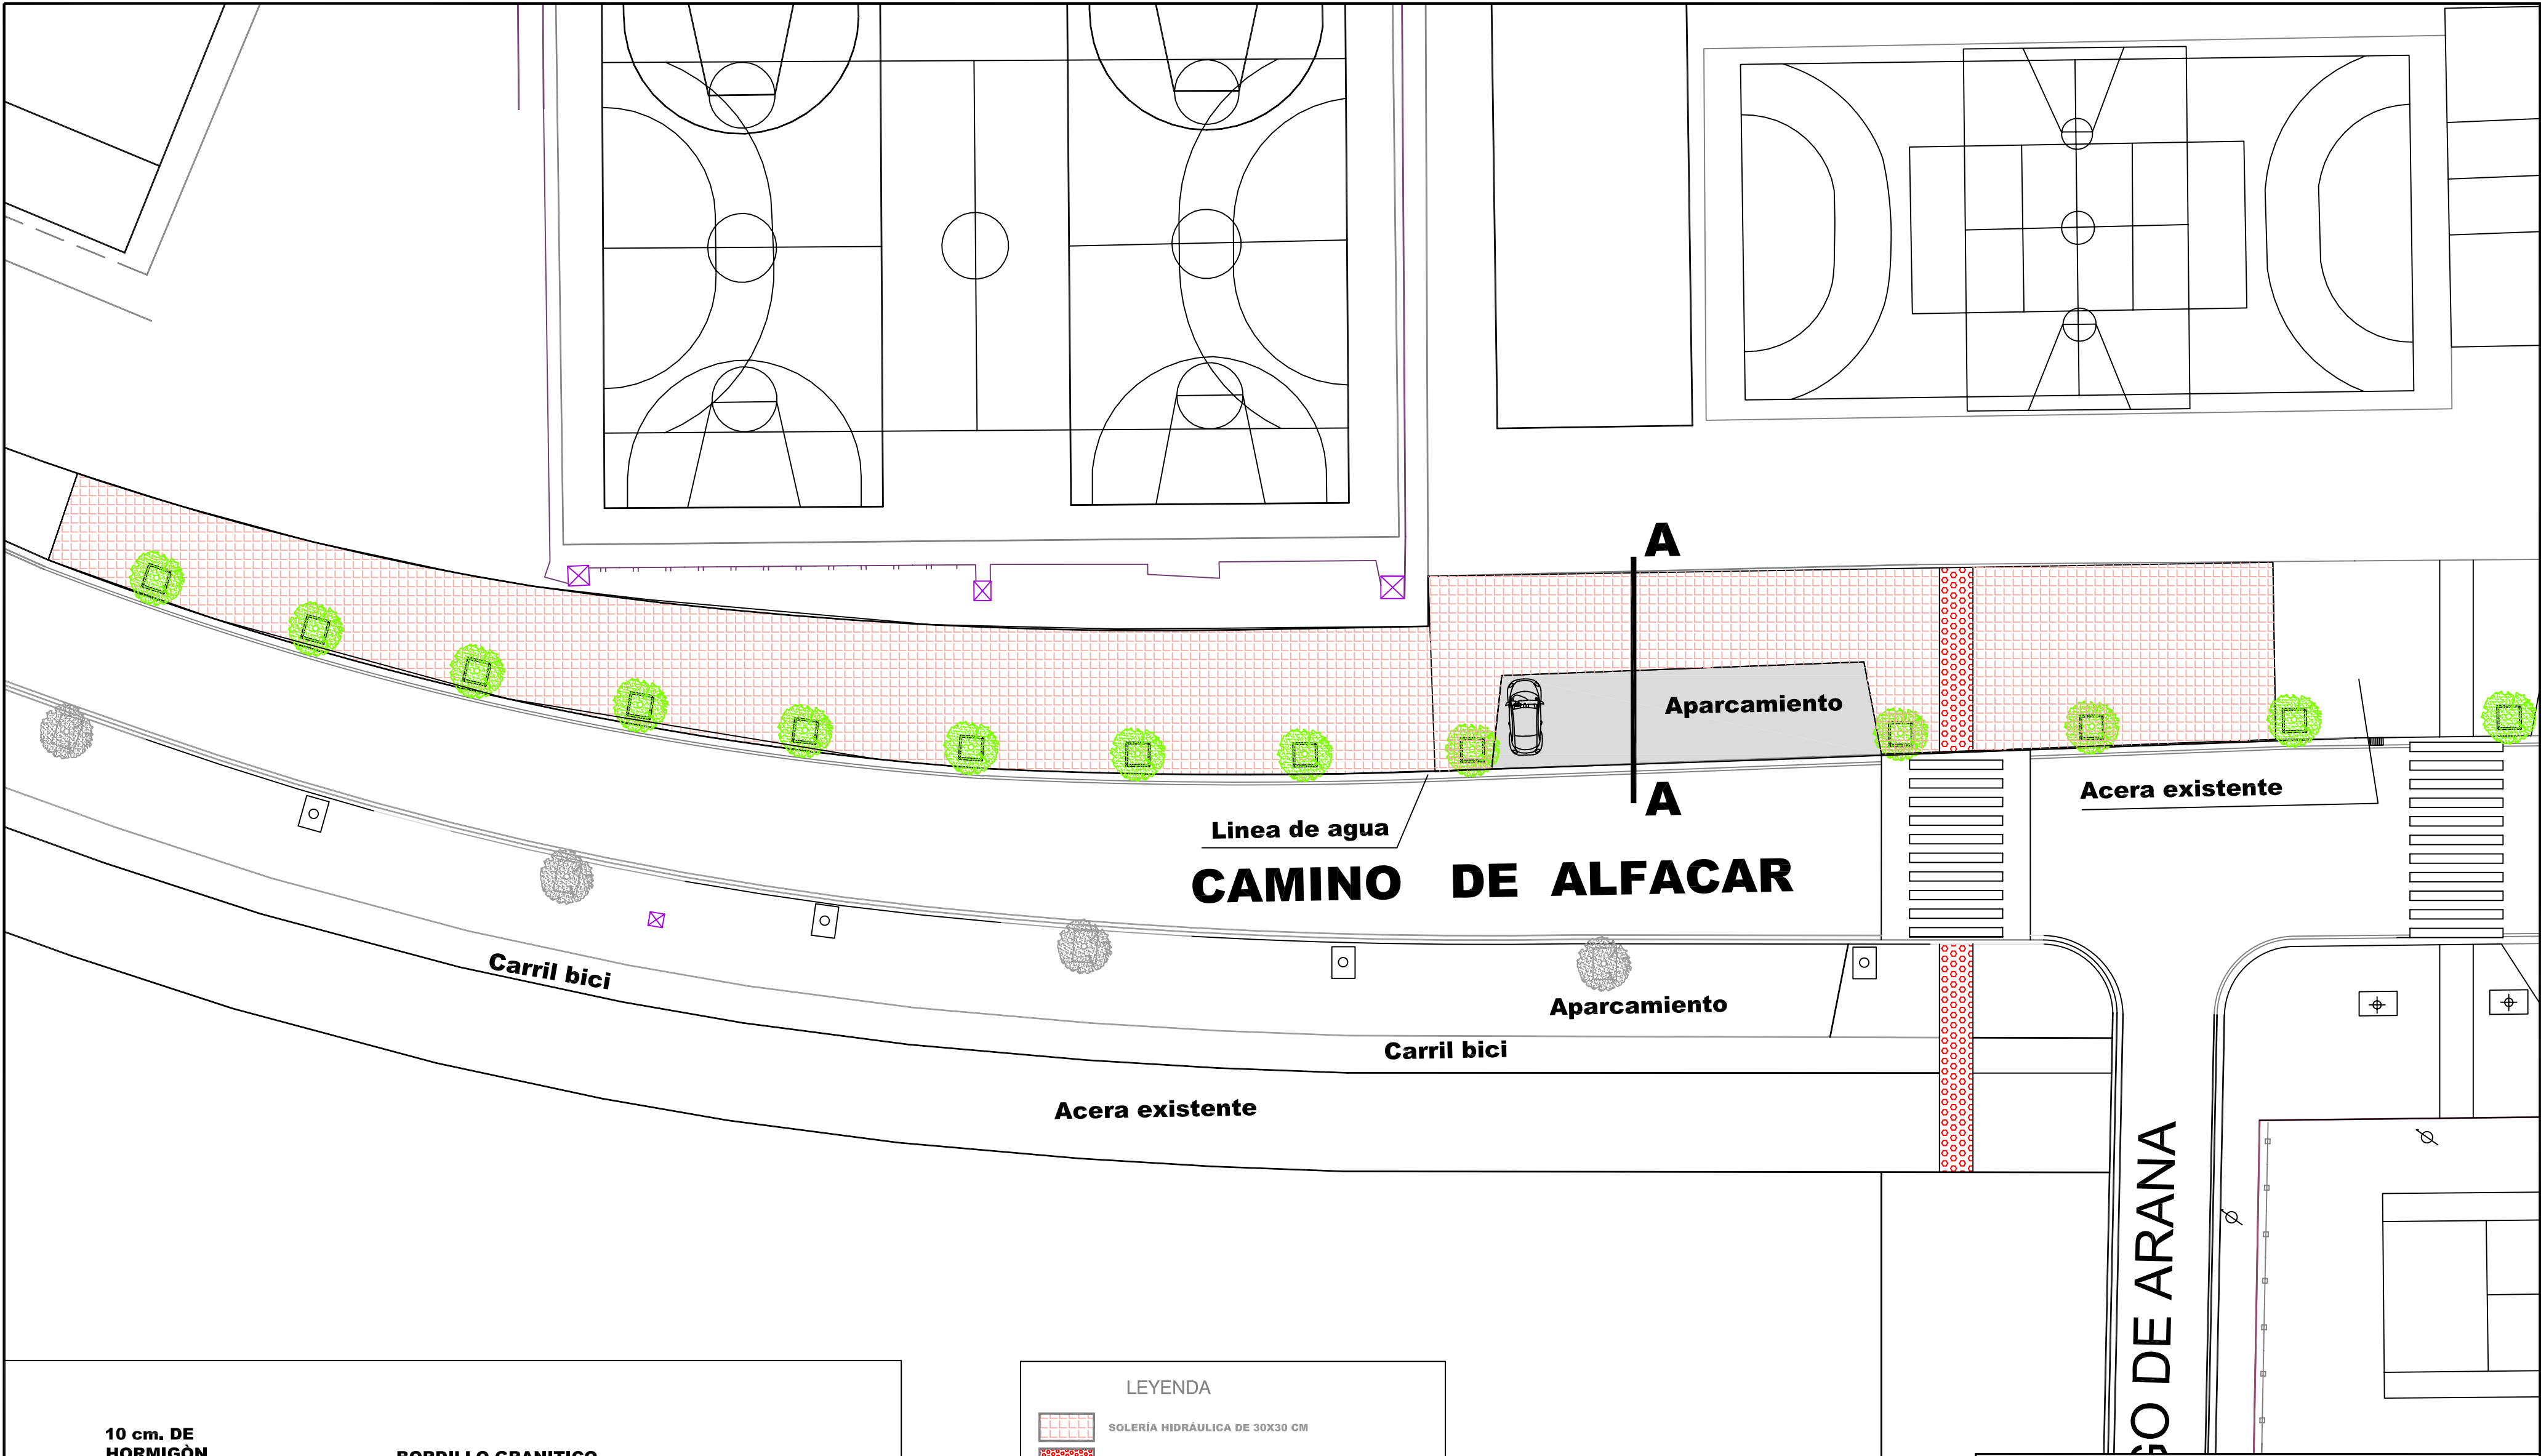 A
Aparcamiento
A
Acera existente
Linea de agua
CAMINO DE ALFACAR
Carril bici
Aparcamiento
Carril bici
Acera existente
GO DE ARANA
LEYENDA
SOLERÍA HIDRÁULICA DE 30X30 CM
10 cm. DE
HORMIGÒN
BORDILLO GRANITICO